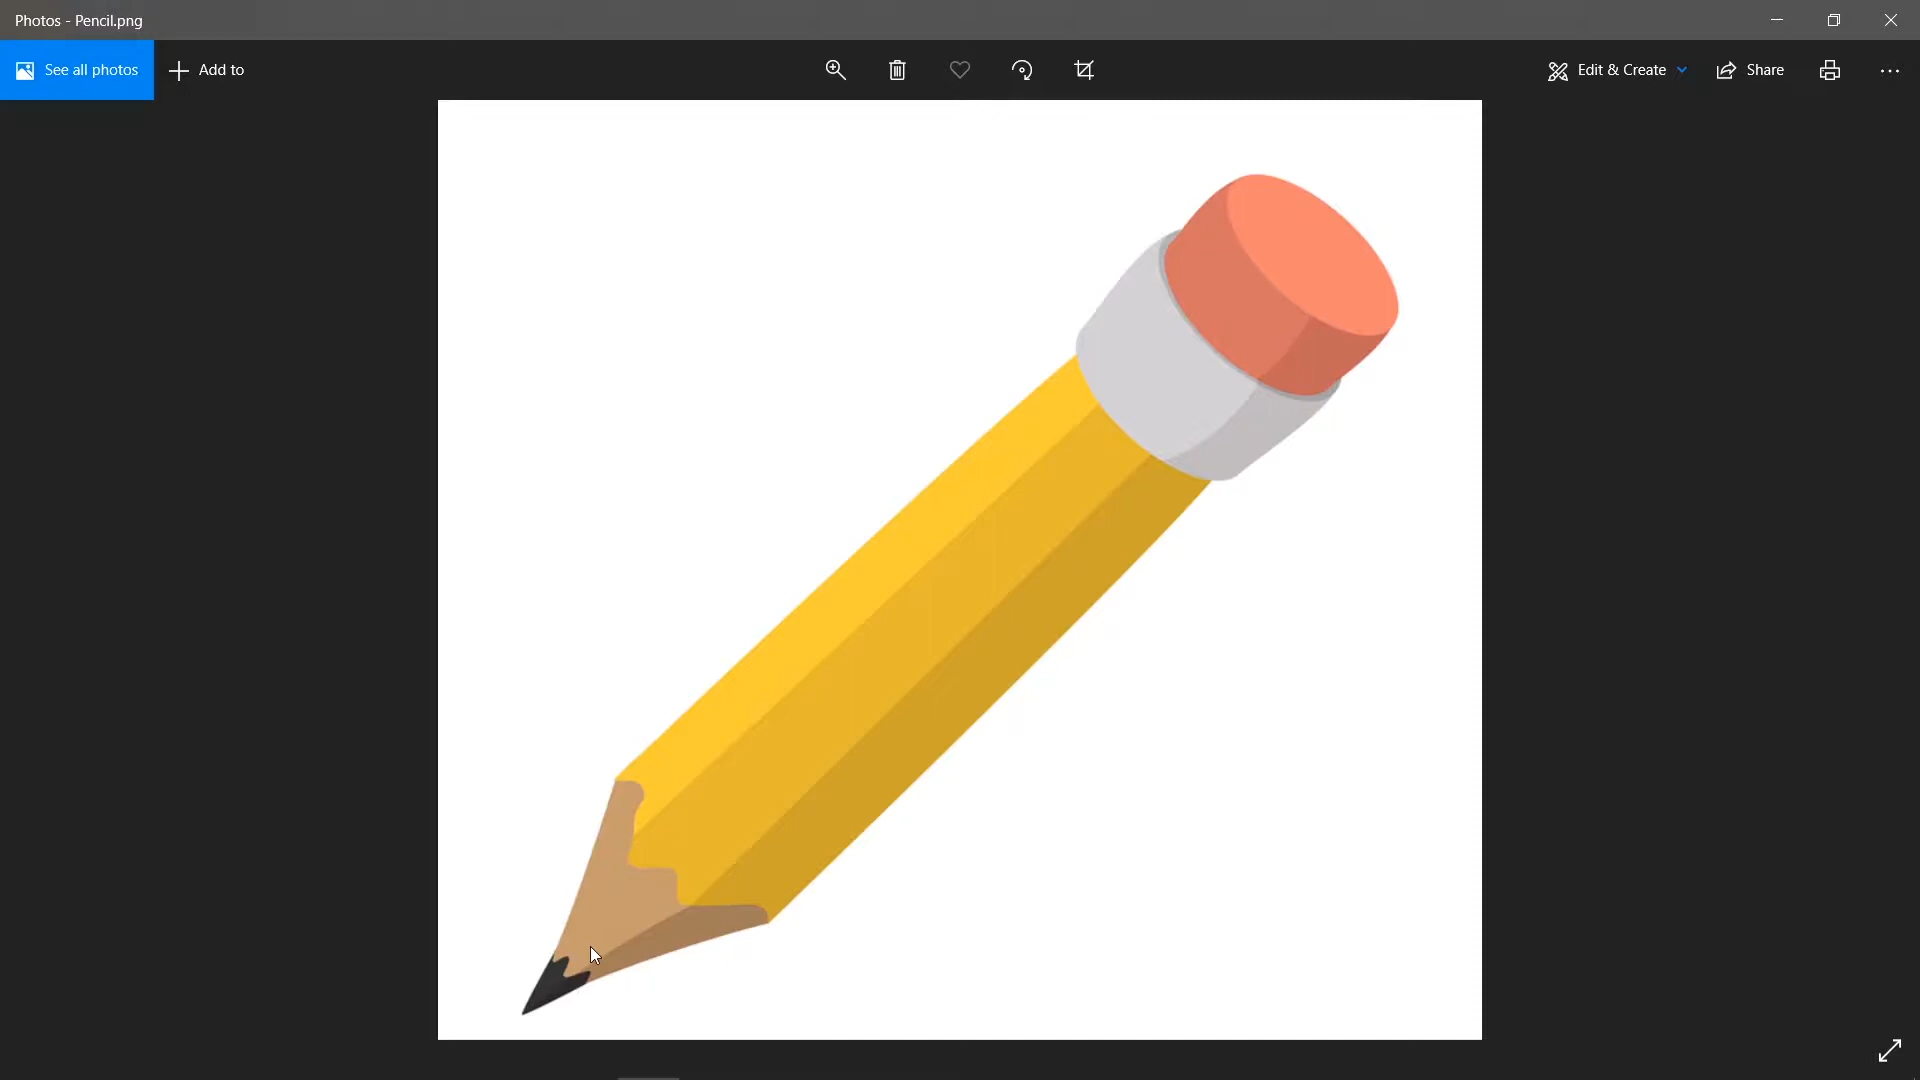 Photos - Pencil.png
See all photos
Add to
Edit & Create
Share